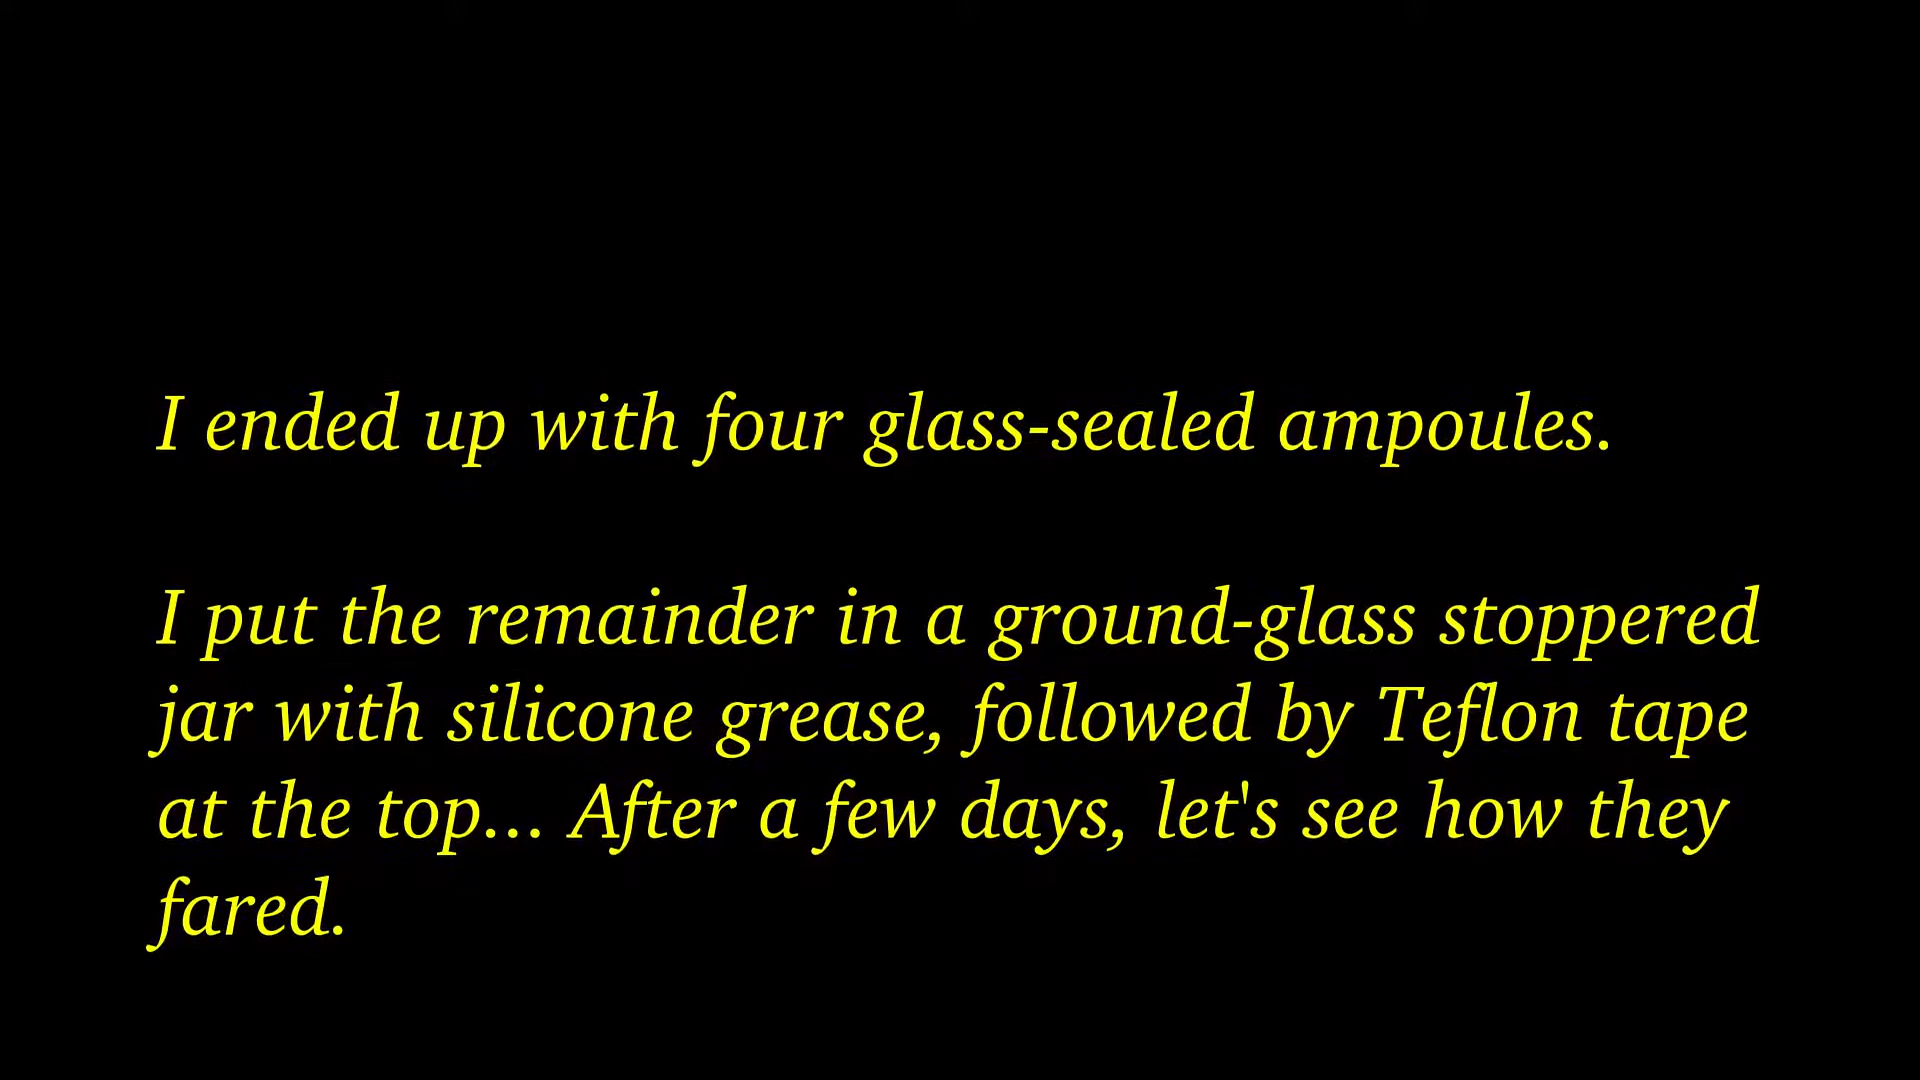 I ended up with four glass-sealed ampoules.
I put the remainder in a ground-glass stoppered
jar with silicone grease, followed by Teflon tape
at the top... After a few days, let's see how they
fared.